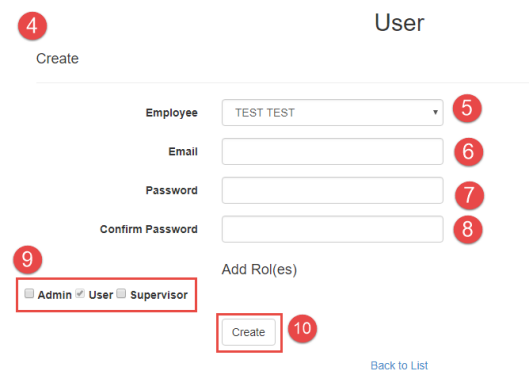 4
User
Create
Employee TEST TEST 5
Email 6
Password 7
Confirm Password 8
9
Add Rol(es)
Admin User Supervisor
Create 10
Back to List